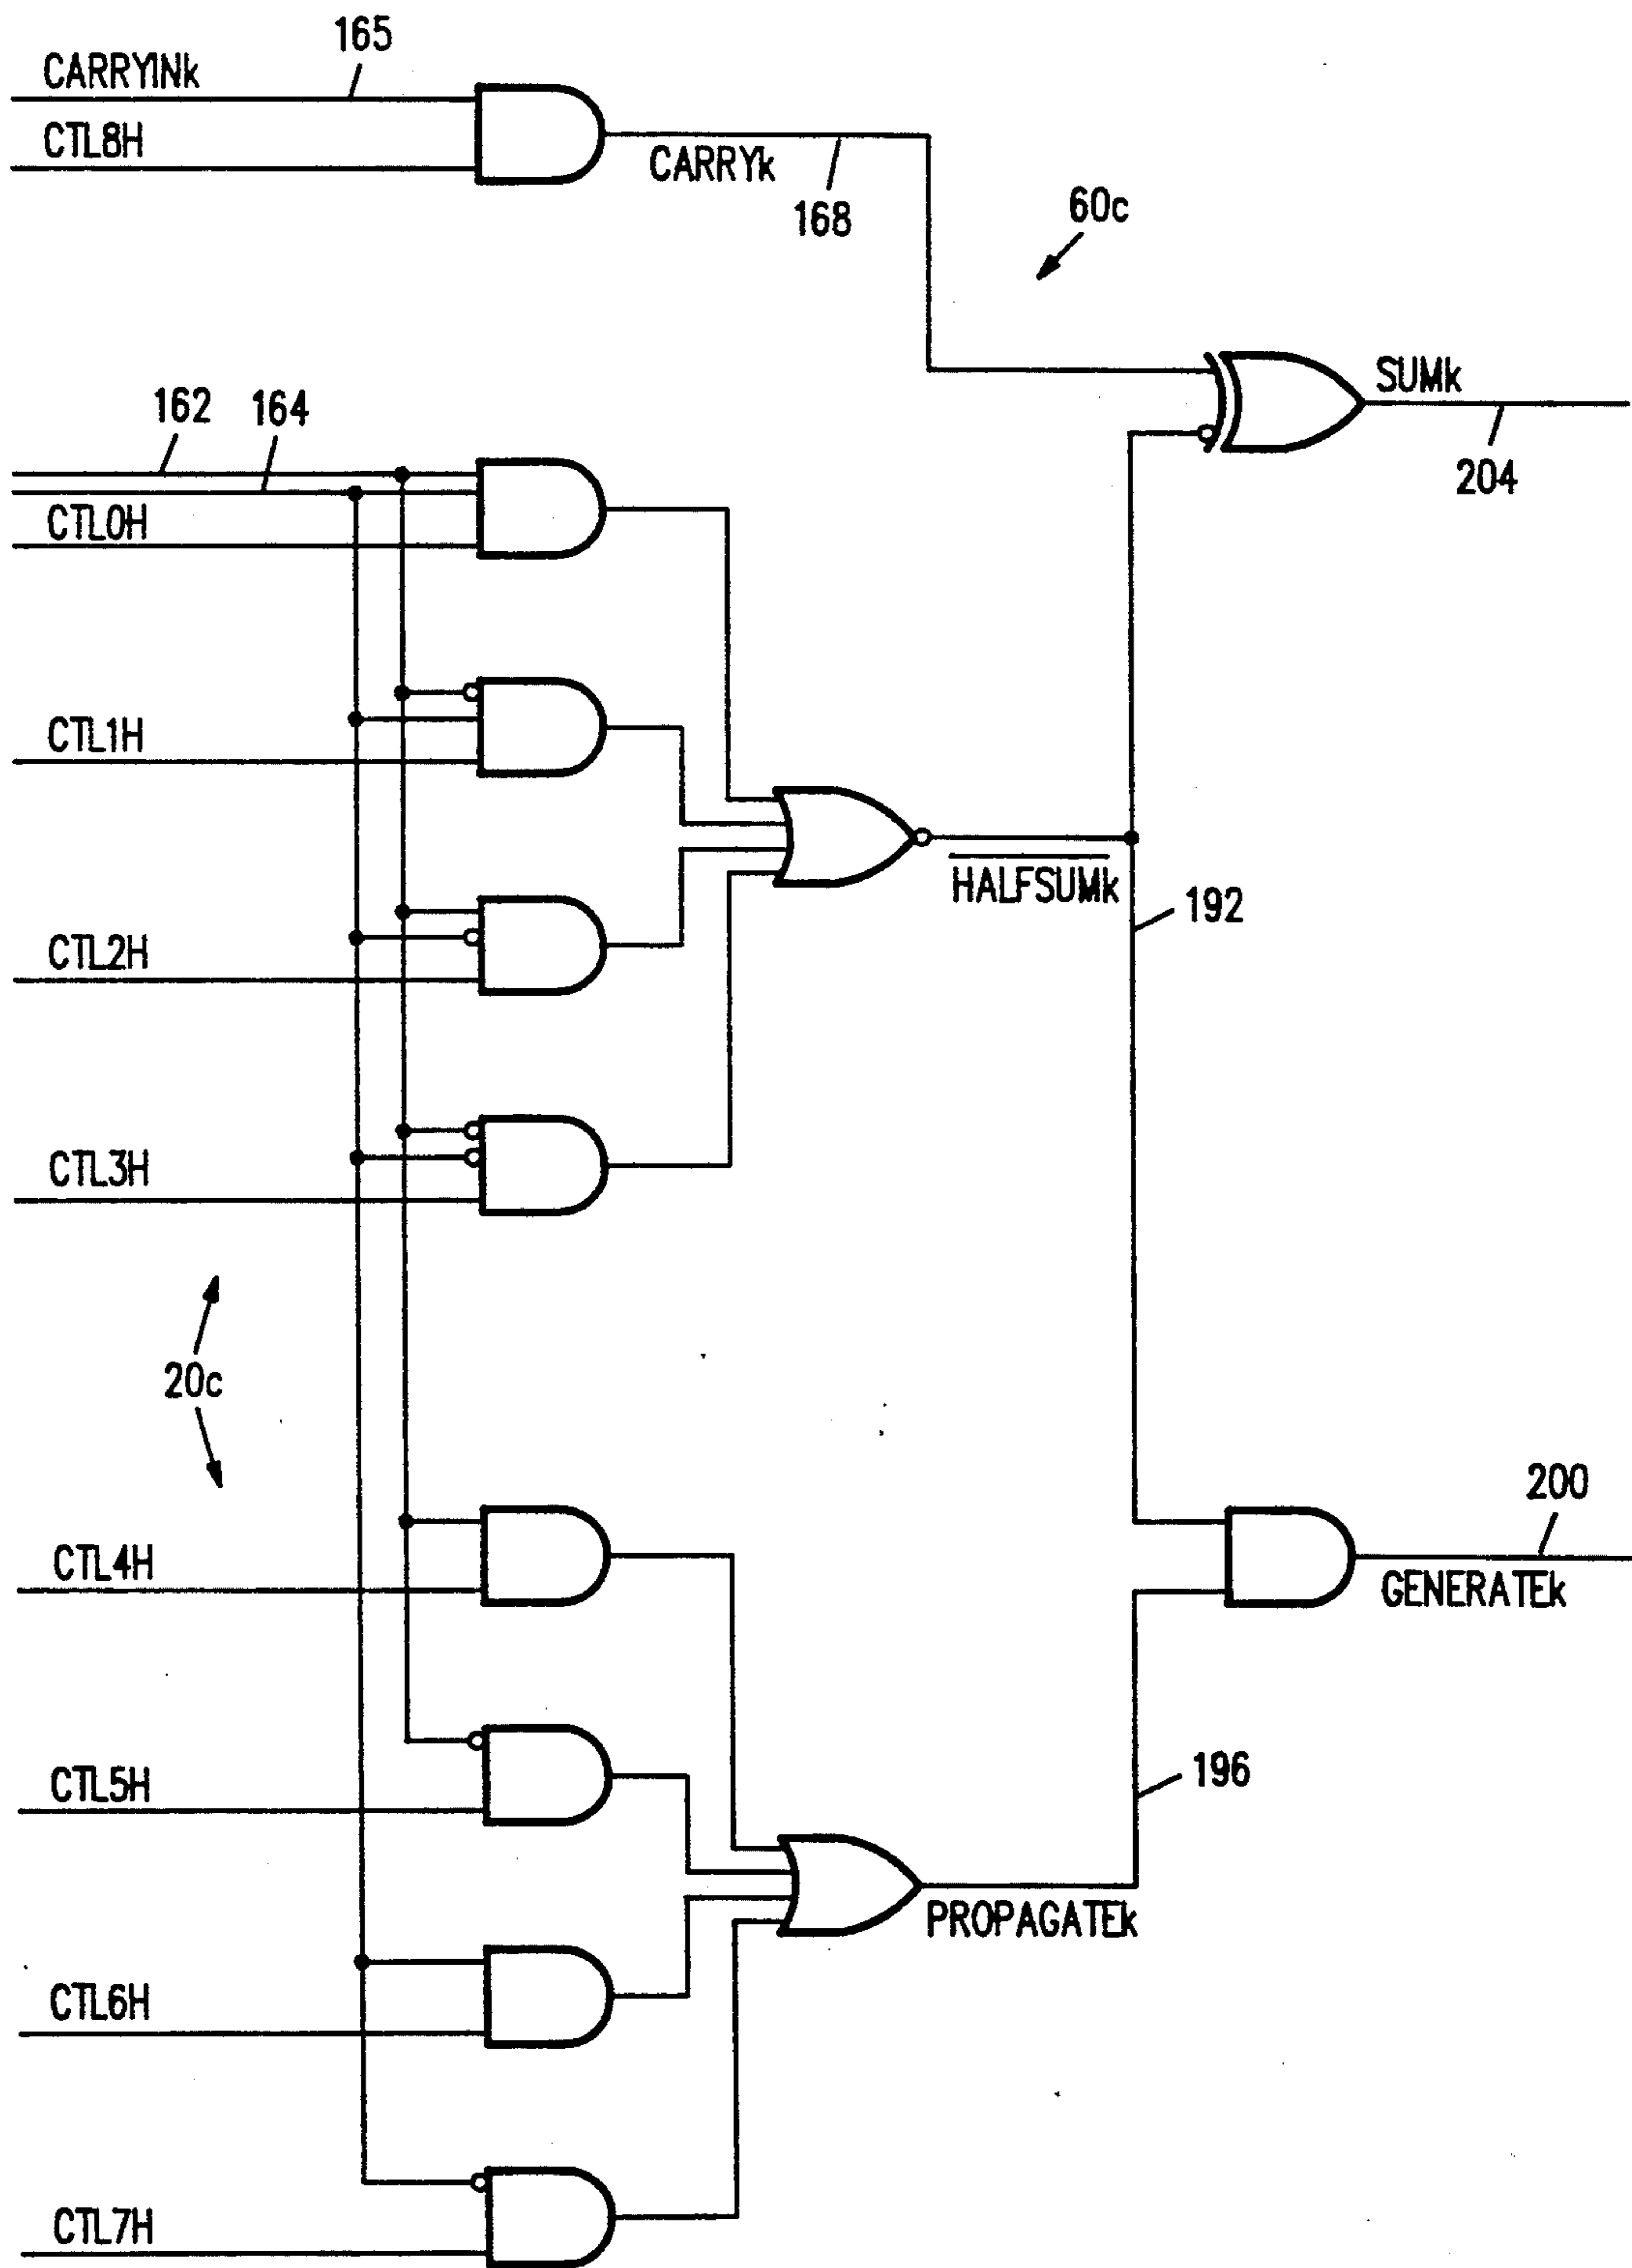 165
CARRYINk
CTL8H
CARRYk
168
60c
SUMk
204
162 164
CTL0H
CTL1H
HALFSUMk
192
CTL2H
CTL3H
20c
200
CTL4H
GENERATEk
196
CTL5H
PROPAGATEk
CTL6H
CTL7H